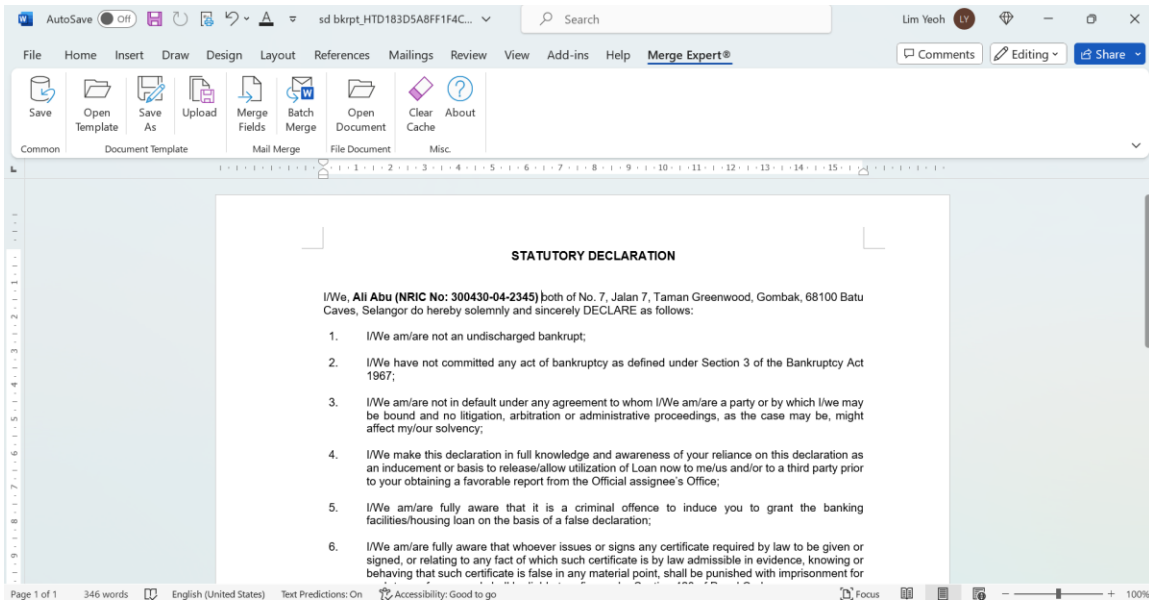 AutoSave Off sd bkrpt_HTD183D5A8FF1F4C... Search Lim Yeoh LY
File Home Insert Draw Design Layout References Mailings Review View Add-ins Help Merge Expert® Comments Editing Share
Save Open Template Save As Upload Merge Fields Batch Merge Open Document Clear Cache About
Common Document Template Mail Merge File Document Misc.
1 2 3 4 5 6 7 8 9 10 11 12 13 14 15
STATUTORY DECLARATION
I/We, Ali Abu (NRIC No: 300430-04-2345) both of No. 7, Jalan 7, Taman Greenwood, Gombak, 68100 Batu
Caves, Selangor do hereby solemnly and sincerely DECLARE as follows:
1. I/We am/are not an undischarged bankrupt;
2. I/We have not committed any act of bankruptcy as defined under Section 3 of the Bankruptcy Act
1967;
3. I/We am/are not in default under any agreement to whom I/We am/are a party or by which I/we may
be bound and no litigation, arbitration or administrative proceedings, as the case may be, might
affect my/our solvency;
4. I/We make this declaration in full knowledge and awareness of your reliance on this declaration as
an inducement or basis to release/allow utilization of Loan now to me/us and/or to a third party prior
to your obtaining a favorable report from the Official assignee's Office;
5. I/We am/are fully aware that it is a criminal offence to induce you to grant the banking
facilities/housing loan on the basis of a false declaration;
6. I/We am/are fully aware that whoever issues or signs any certificate required by law to be given or
signed, or relating to any fact of which such certificate is by law admissible in evidence, knowing or
behaving that such certificate is false in any material point, shall be punished with imprisonment for
Page 1 of 1 346 words English (United States) Text Predictions: On Accessibility: Good to go Focus 100%